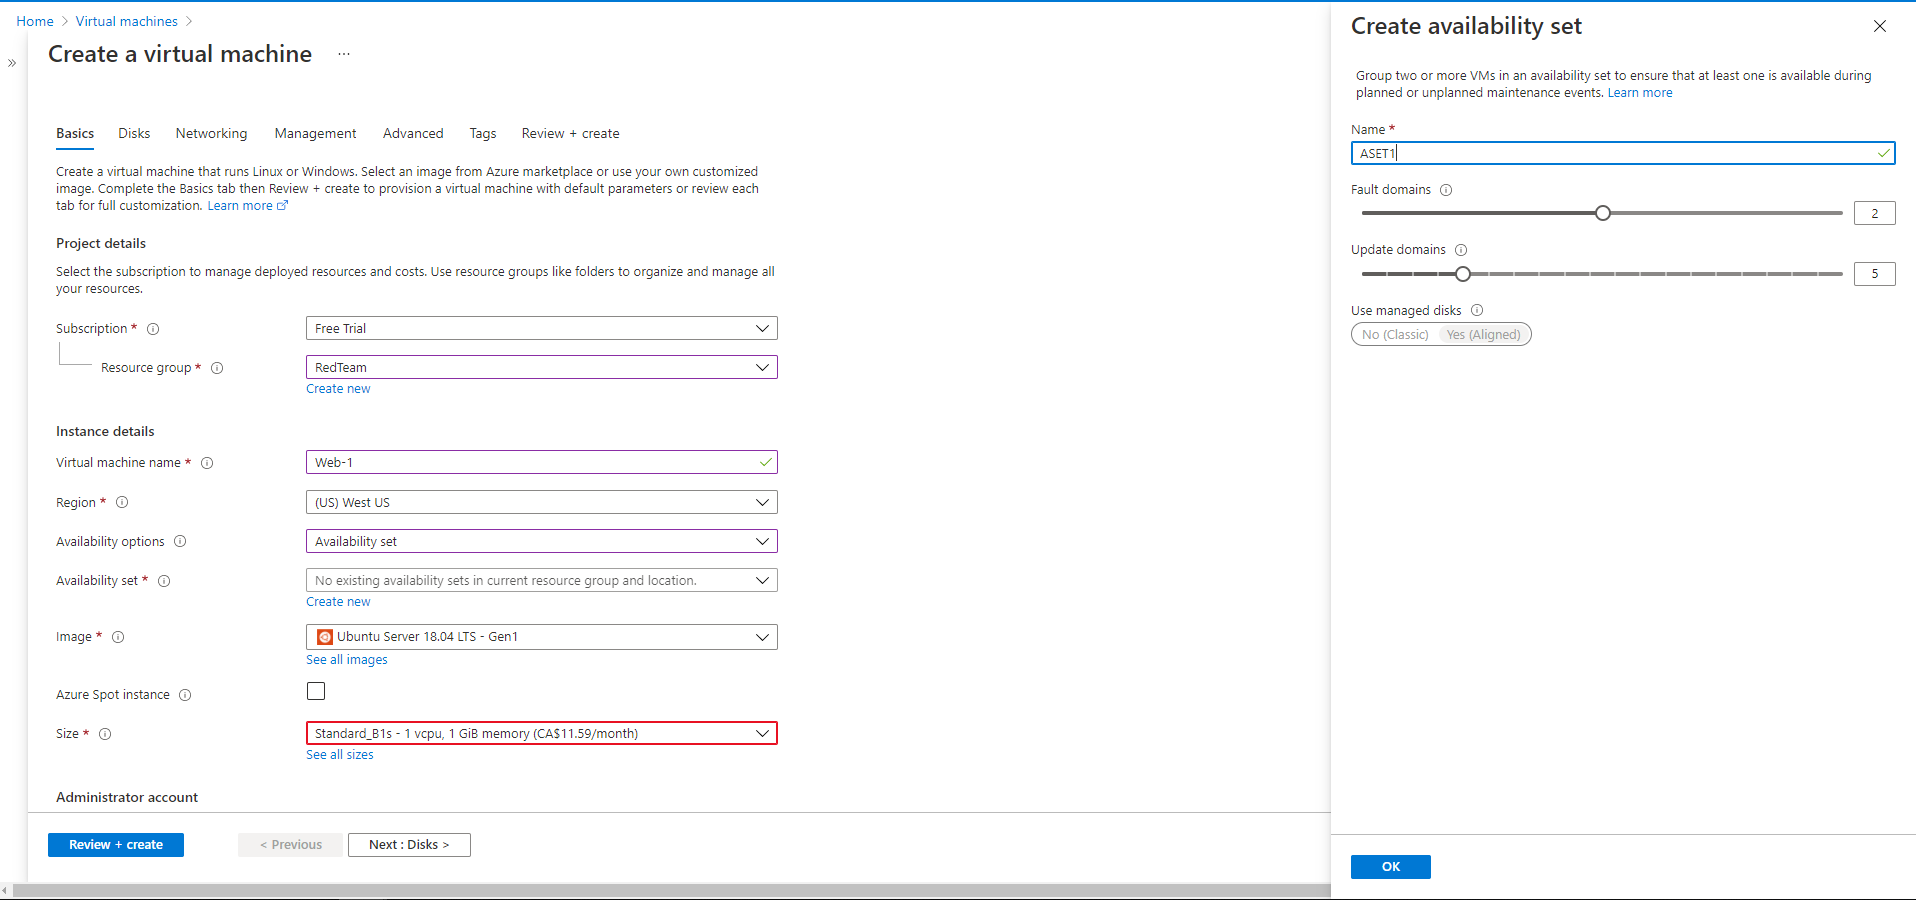 Home > Virtual machines >
Create a virtual machine ...
Basics Disks Networking Management Advanced Tags Review + create
Create a virtual machine that runs Linux or Windows. Select an image from Azure marketplace or use your own customized
image. Complete the Basics tab then Review + create to provision a virtual machine with default parameters or review each
tab for full customization. Learn more
Project details
Select the subscription to manage deployed resources and costs. Use resource groups like folders to organize and manage all
your resources.
Subscription * Free Trial
Resource group * RedTeam
Create new
Instance details
Virtual machine name * Web-1
Region * (US) West US
Availability options Availability set
Availability set * No existing availability sets in current resource group and location.
Create new
Image * Ubuntu Server 18.04 LTS - Gen1
See all images
Azure Spot instance
Size * Standard_B1s - 1 vcpu, 1 GiB memory (CA$11.59/month)
See all sizes
Administrator account
Review + create < Previous Next : Disks >
Create availability set
Group two or more VMs in an availability set to ensure that at least one is available during
planned or unplanned maintenance events. Learn more
Name *
ASET1
Fault domains
2
Update domains
5
Use managed disks
No (Classic) Yes (Aligned)
OK